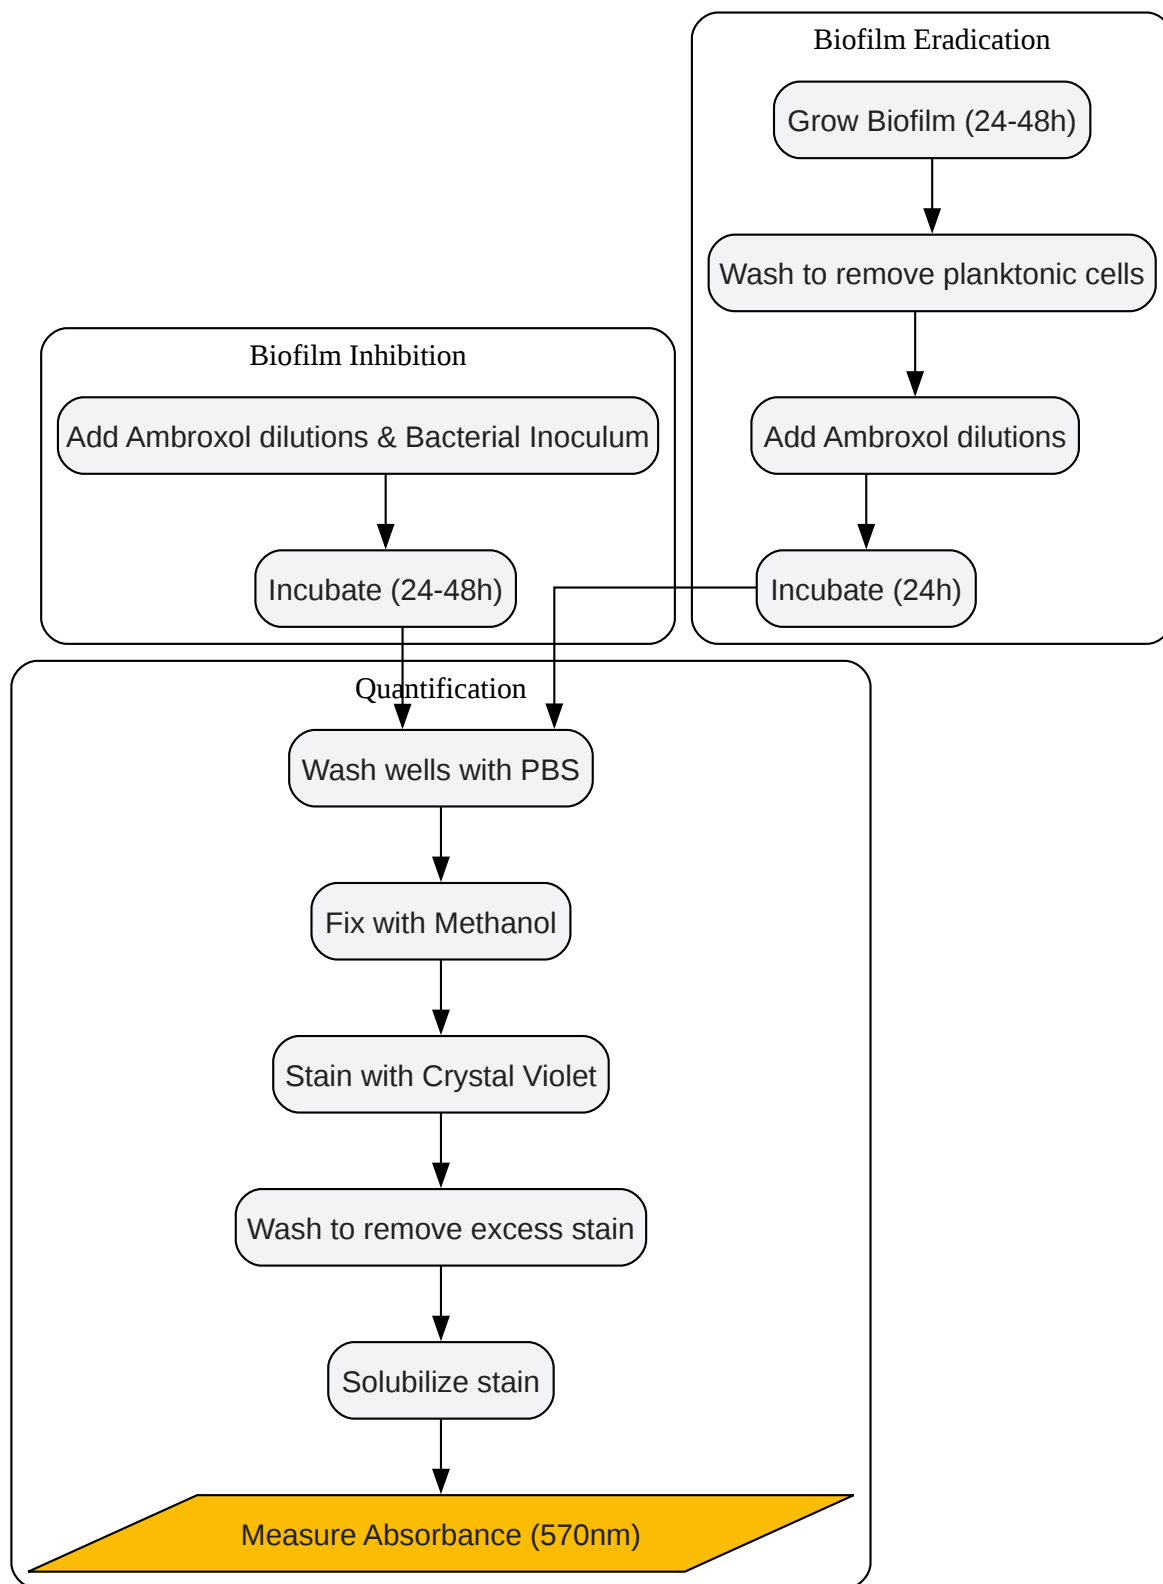 Biofilm Eradication
Grow Biofilm (24-48h)
Wash to remove planktonic cells
Add Ambroxol dilutions
Incubate (24h)
Biofilm Inhibition
Add Ambroxol dilutions & Bacterial Inoculum
Incubate (24-48h)
Quantification
Wash wells with PBS
Fix with Methanol
Stain with Crystal Violet
Wash to remove excess stain
Solubilize stain
Measure Absorbance (570nm)